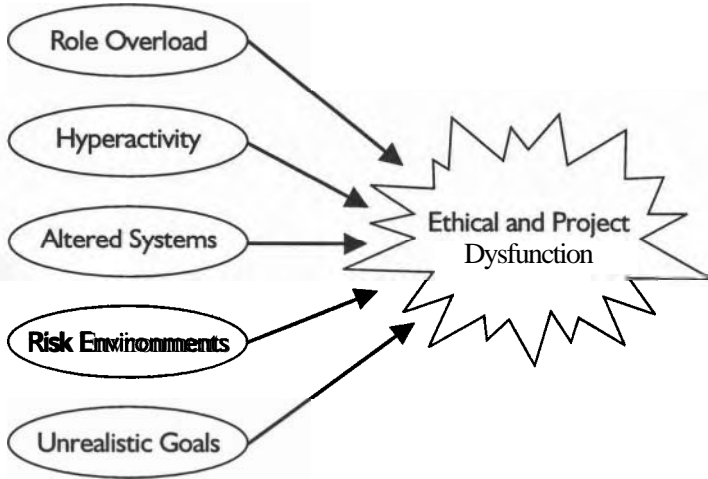 Role Overload
Hyperactivity
Altered Systems
Risk Environments
Unrealistic Goals
Ethical and Project
Dysfunction